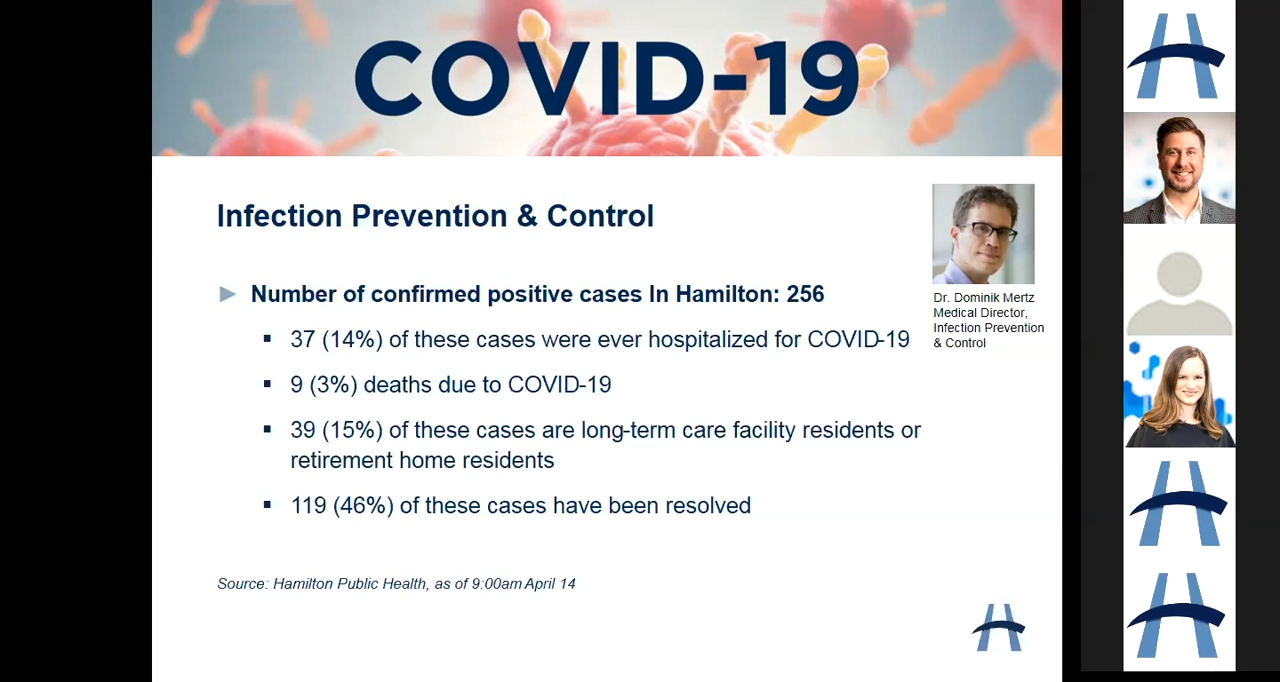 COVID-19
Infection Prevention & Control
► Number of confirmed positive cases In Hamilton: 256
▪ 37 (14%) of these cases were ever hospitalized for COVID-19
▪ 9 (3%) deaths due to COVID-19
▪ 39 (15%) of these cases are long-term care facility residents or
retirement home residents
▪ 119 (46%) of these cases have been resolved
Source: Hamilton Public Health, as of 9:00am April 14
Dr. Dominik Mertz
Medical Director,
Infection Prevention
& Control